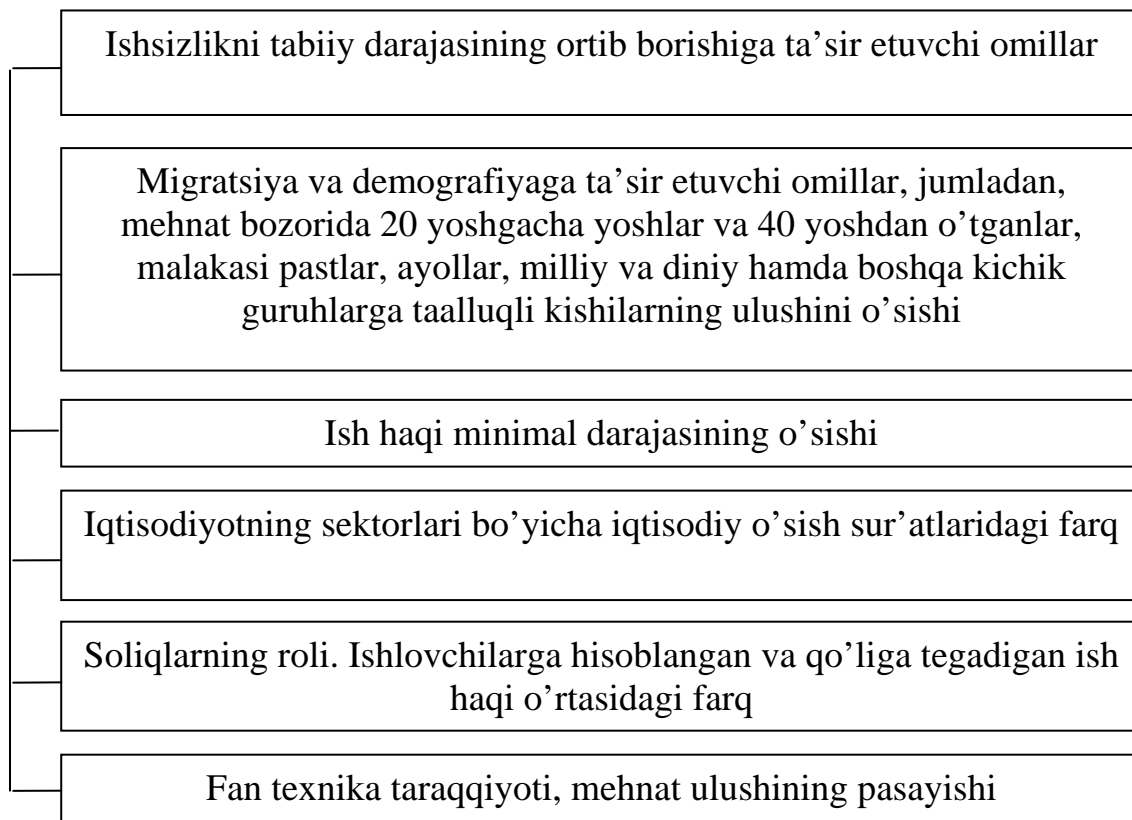 Ishsizlikni tabiiy darajasining ortib borishiga ta’sir etuvchi omillar
Migratsiya va demografiyaga ta’sir etuvchi omillar, jumladan,
mehnat bozorida 20 yoshgacha yoshlar va 40 yoshdan o’tganlar,
malakasi pastlar, ayollar, milliy va diniy hamda boshqa kichik
guruhlarga taalluqli kishilarning ulushini o’sishi
Ish haqi minimal darajasining o’sishi
Iqtisodiyotning sektorlari bo’yicha iqtisodiy o’sish sur’atlaridagi farq
Soliqlarning roli. Ishlovchilarga hisoblangan va qo’liga tegadigan ish
haqi o’rtasidagi farq
Fan texnika taraqqiyoti, mehnat ulushining pasayishi